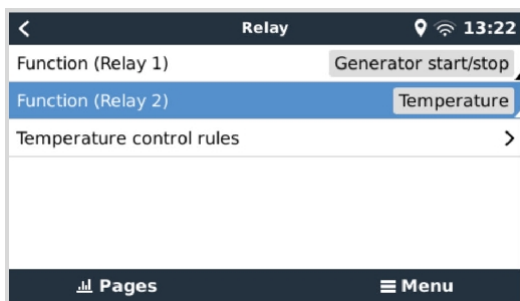 Relay 13:22
Function (Relay 1) Generator start/stop
Function (Relay 2) Temperature
Temperature control rules
Pages Menu